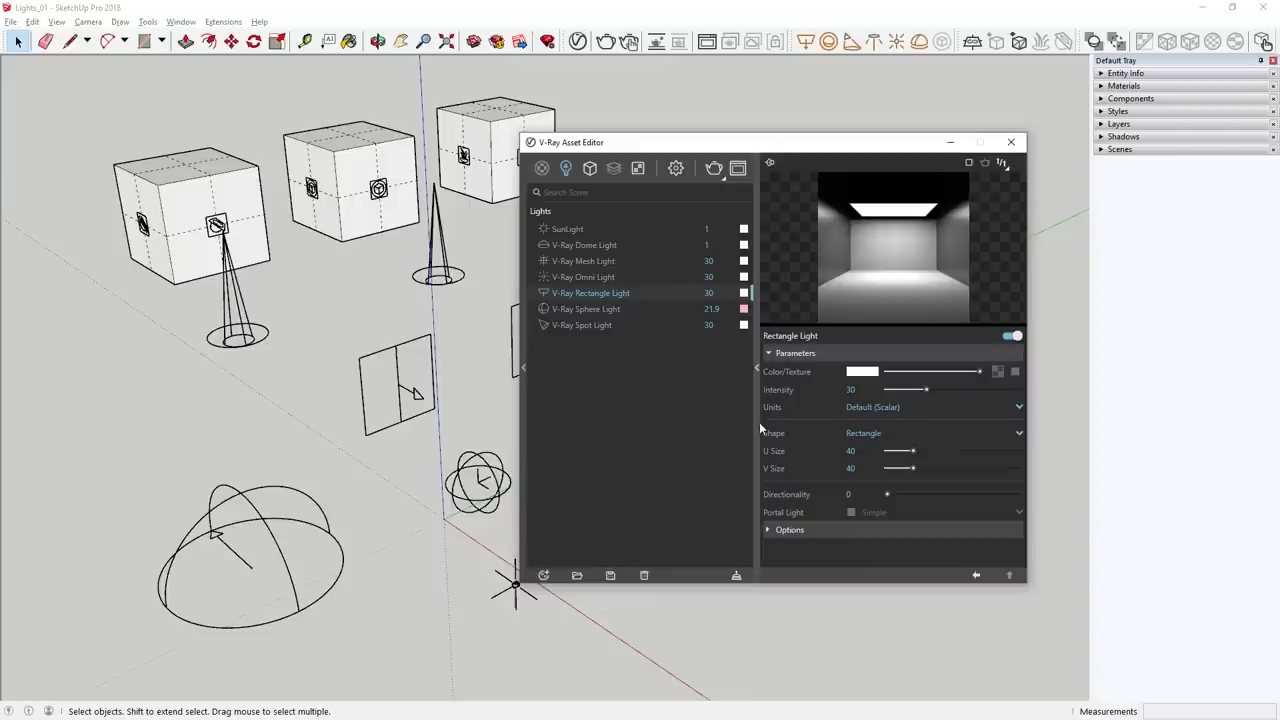 Lights_01 - SketchUp Pro 2018
File Edit View Camera Draw Tools Window Extensions Help
Default Tray
Entity Info
Materials
Components
Styles
Layers
Shadows
Scenes
V-Ray Asset Editor
Search Scene
Lights
SunLight 1
V-Ray Dome Light 1
V-Ray Mesh Light 30
V-Ray Omni Light 30
V-Ray Rectangle Light 30
V-Ray Sphere Light 21.9
V-Ray Spot Light 30
1/1
Rectangle Light
Parameters
Color/Texture
Intensity 30
Units Default (Scalar)
Shape Rectangle
U Size 40
V Size 40
Directionality 0
Portal Light Simple
Options
Select objects. Shift to extend select. Drag mouse to select multiple.
Measurements